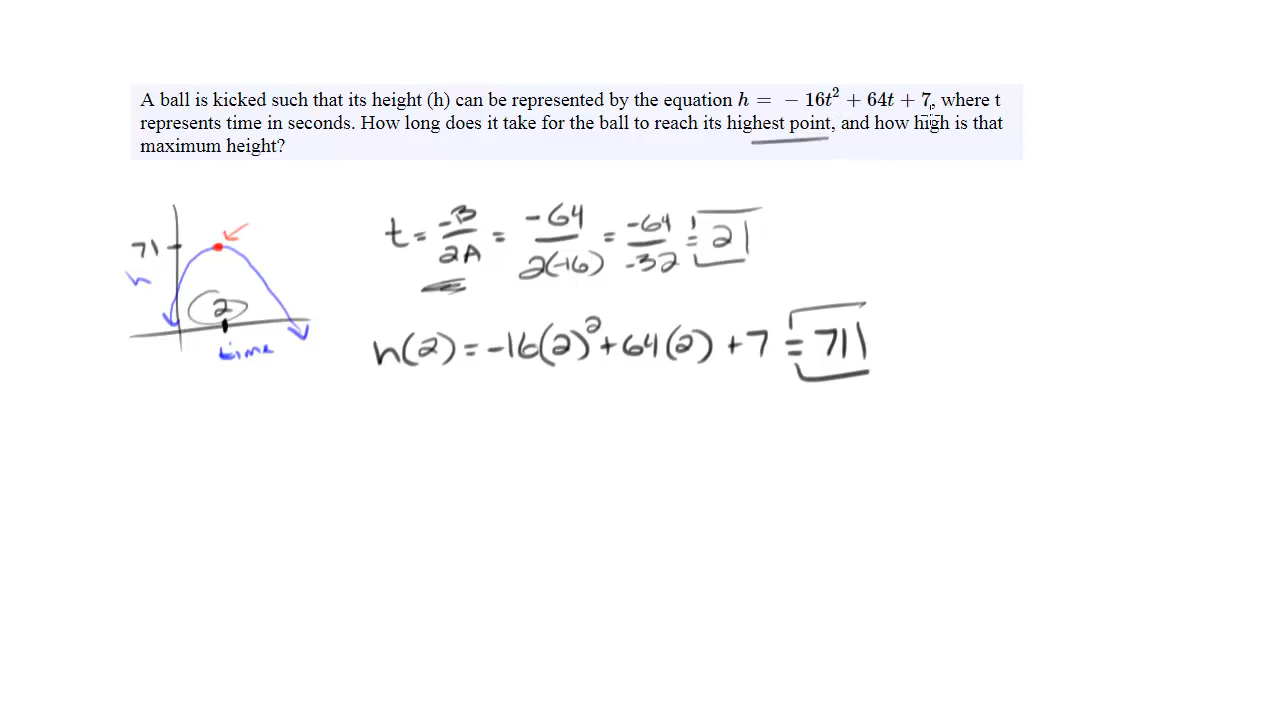 A ball is kicked such that its height (h) can be represented by the equation h = − 16t² + 64t + 7, where t
represents time in seconds. How long does it take for the ball to reach its highest point, and how high is that
maximum height?
t = -B/2A = -64/2(-16) = -64/-32 = 2
h(2) = -16(2)² + 64(2) + 7 = 71
71
h
2
time